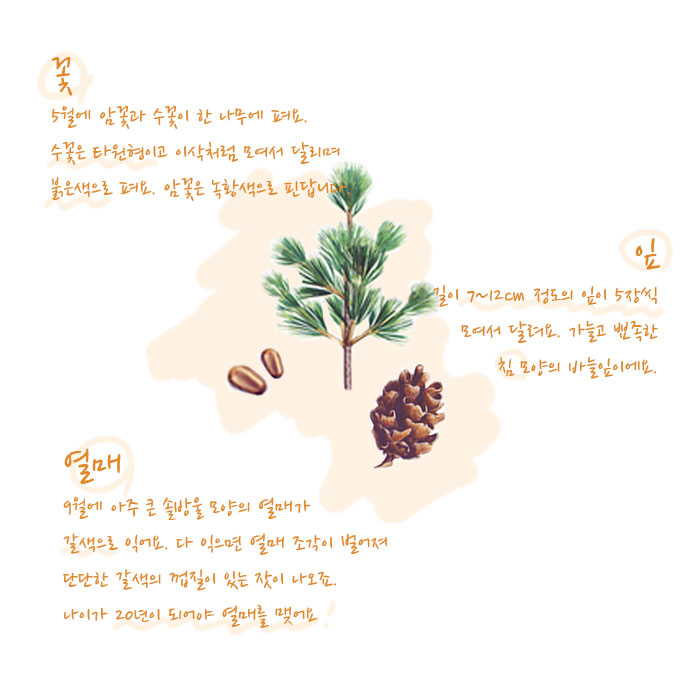 꽃
5월에 암꽃과 수꽃이 한 나무에 펴요.
수꽃은 타원형이고 이삭처럼 모여서 달리며
붉은색으로 펴요. 암꽃은 녹황색으로 핀답니다.
잎
길이 7~12cm 정도의 잎이 5장씩
모여서 달려요. 가늘고 뾰족한
침 모양의 바늘잎이에요.
열매
9월에 아주 큰 솔방울 모양의 열매가
갈색으로 익어요. 다 익으면 열매 조각이 벌어져
단단한 갈색의 껍질이 있는 잣이 나오죠.
나이가 20년이 되어야 열매를 맺어요